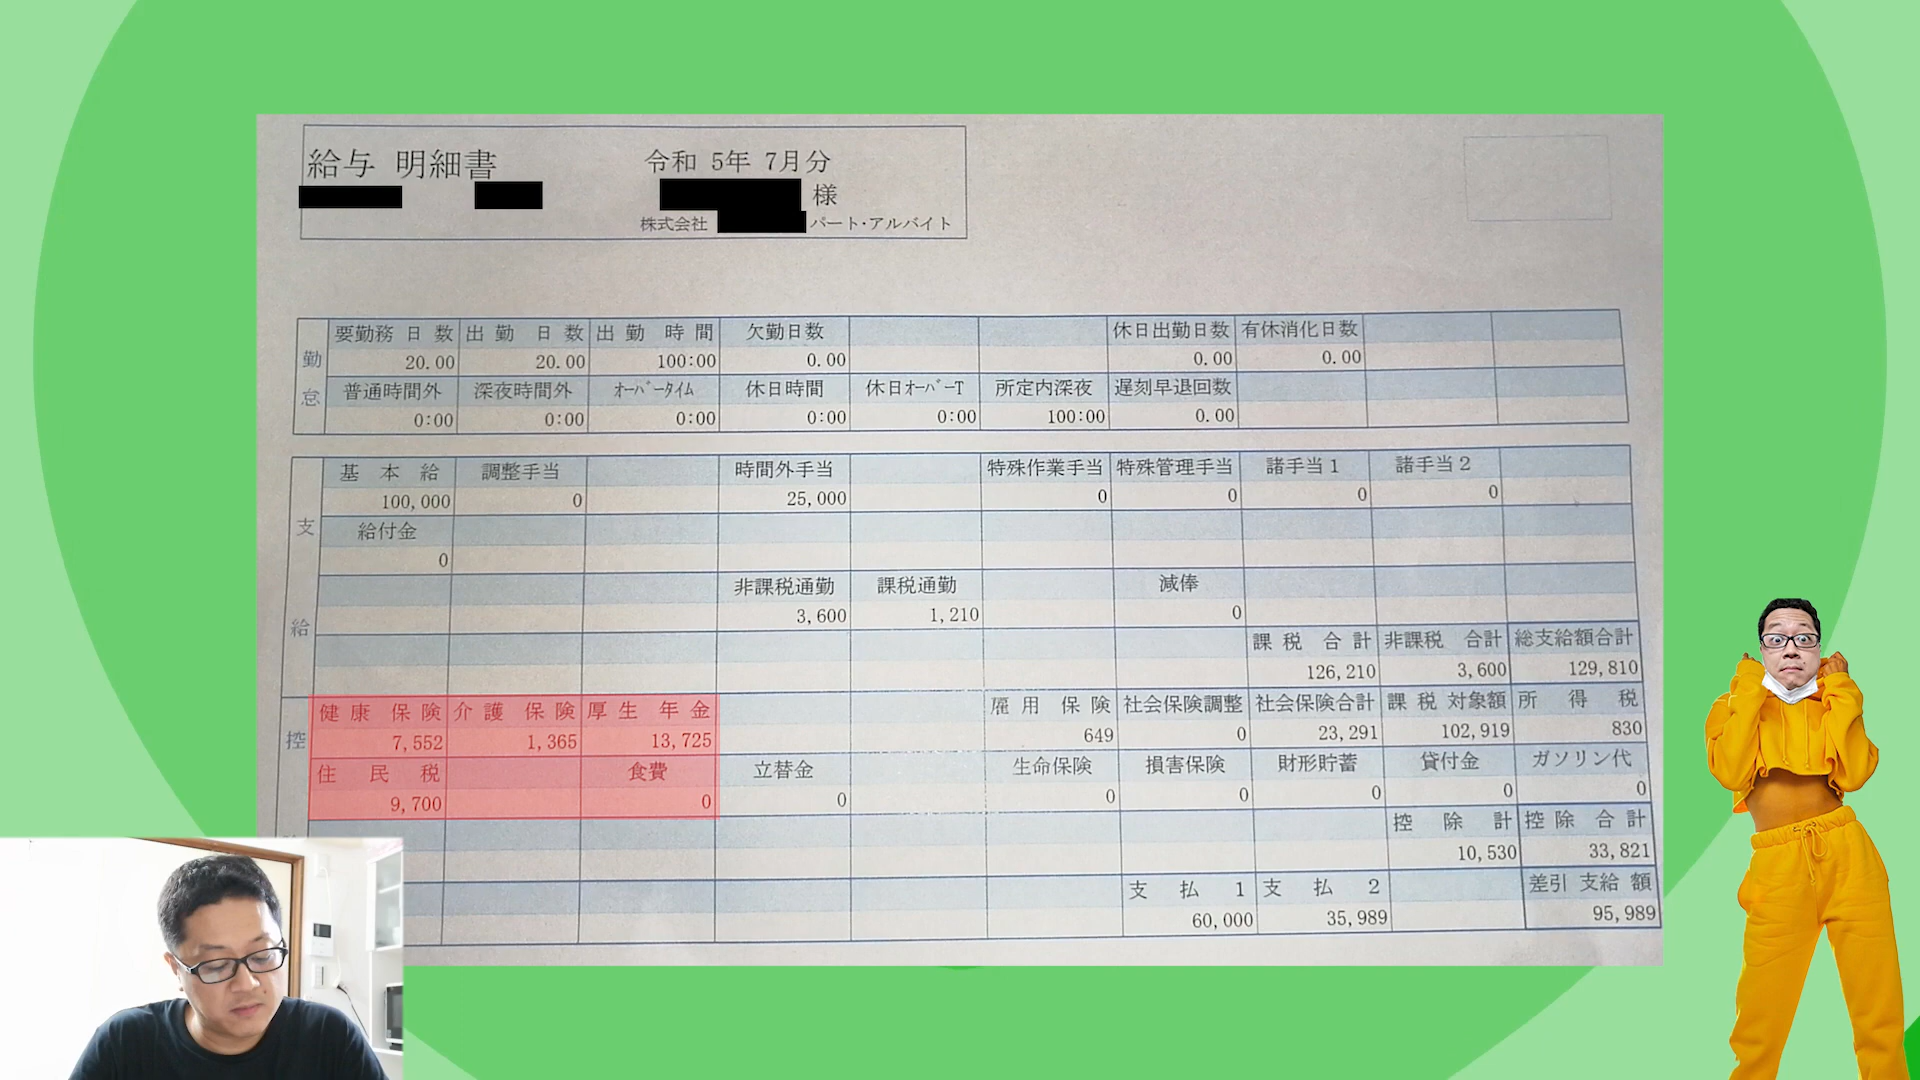 給与 明細書
令和 5年 7月分
様
株式会社
パート・アルバイト
勤怠
要勤務 日 数 出 勤 日 数 出 勤 時 間 欠勤日数 休日出勤日数 有休消化日数
20.00 20.00 100:00 0.00 0.00 0.00
普通時間外 深夜時間外 ｵｰﾊﾞｰﾀｲﾑ 休日時間 休日ｵｰﾊﾞｰT 所定内深夜 遅刻早退回数
0:00 0:00 0:00 0:00 0:00 100:00 0.00
支給
基 本 給 調整手当 時間外手当 特殊作業手当 特殊管理手当 諸手当1 諸手当2
100,000 0 25,000 0 0 0 0
給付金
0
非課税通勤 課税通勤 減俸
3,600 1,210 0
課 税 合 計 非課税 合計 総支給額合計
126,210 3,600 129,810
控
健 康 保 険 介 護 保 険 厚 生 年 金 雇 用 保 険 社会保険調整 社会保険合計 課 税 対象額 所 得 税
7,552 1,365 13,725 649 0 23,291 102,919 830
住 民 税 食費 立替金 生命保険 損害保険 財形貯蓄 貸付金 ガソリン代
9,700 0 0 0 0 0 0 0
控 除 計 控 除 合 計
10,530 33,821
支 払 1 支 払 2 差引 支給 額
60,000 35,989 95,989